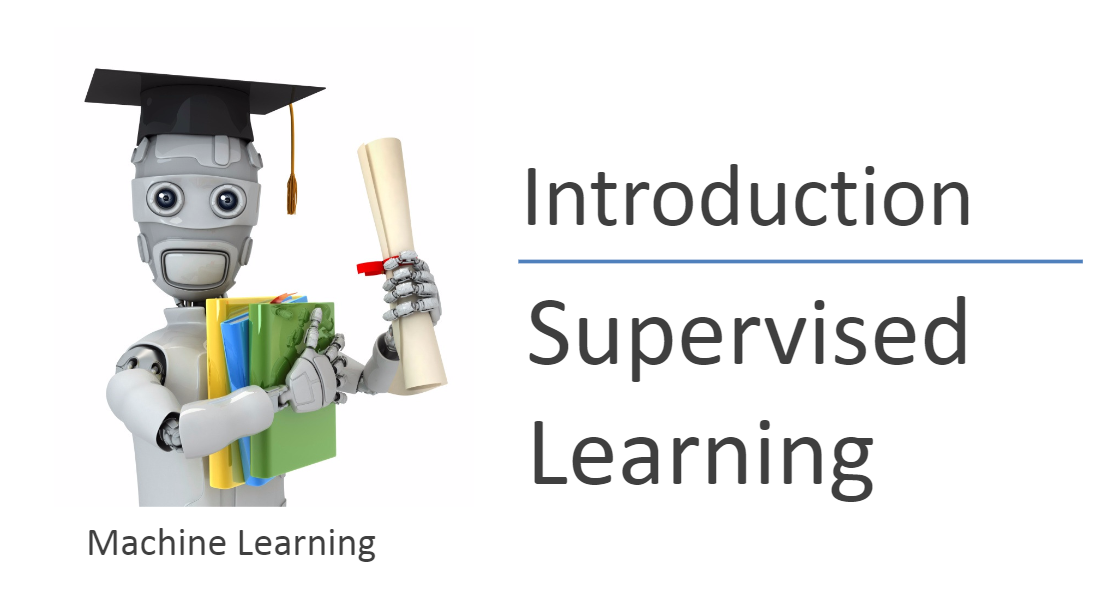 Introduction
Supervised
Learning
Machine Learning